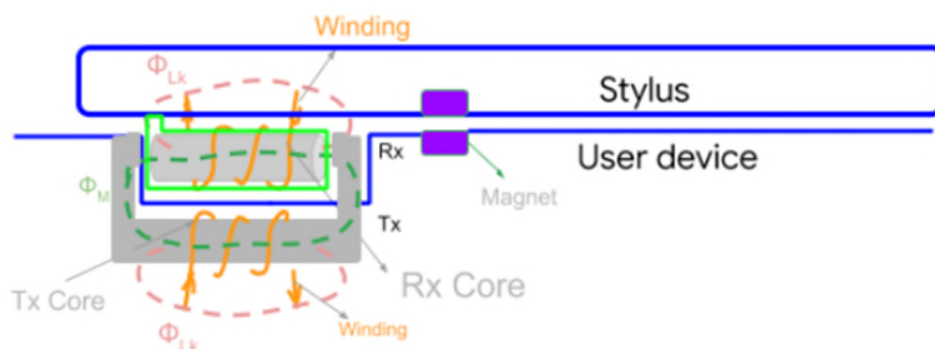 Winding
ΦLk
Stylus
Rx
User device
ΦM
Magnet
Tx
Rx Core
Tx Core
Winding
ΦLk